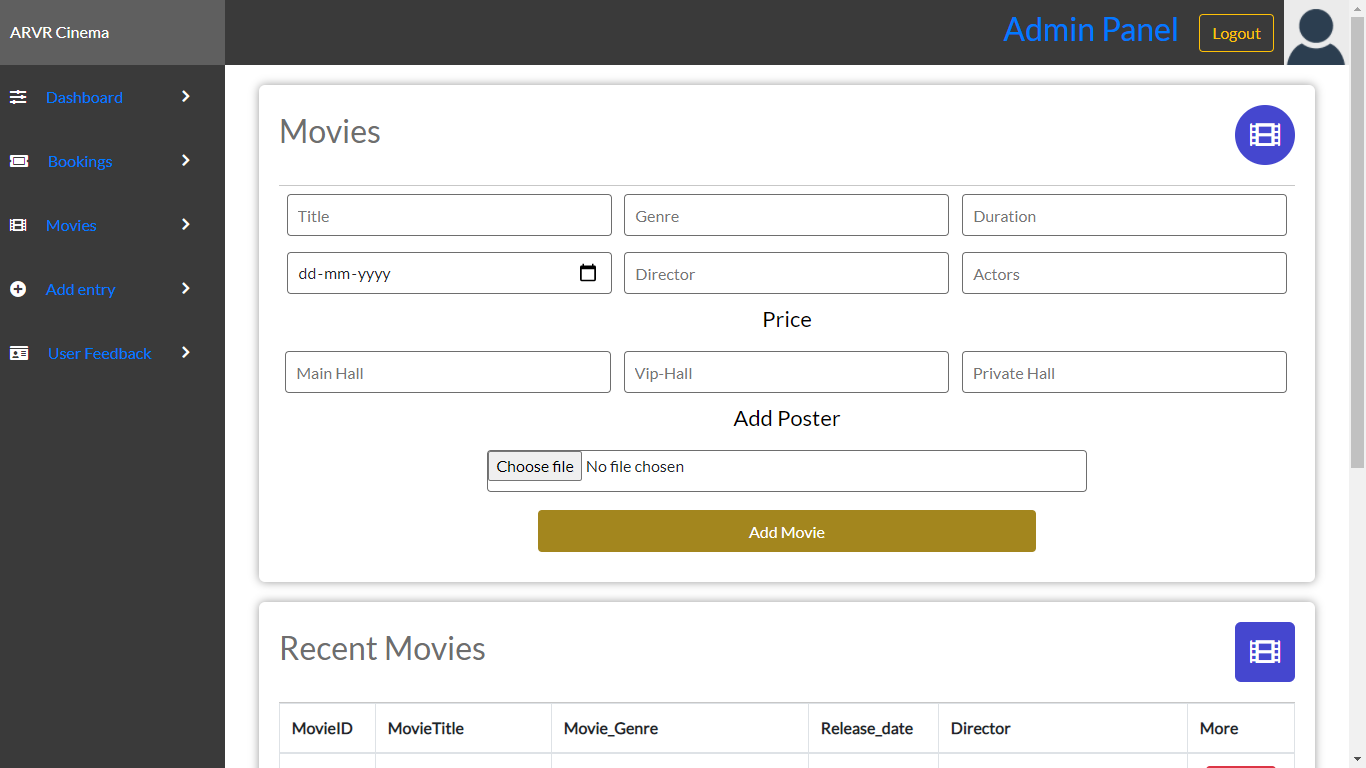 ARVR Cinema
Admin Panel
Logout
Dashboard
Bookings
Movies
Add entry
User Feedback
Movies
Title
Genre
Duration
dd-mm-yyyy
Director
Actors
Price
Main Hall
Vip-Hall
Private Hall
Add Poster
Choose file No file chosen
Add Movie
Recent Movies
MovieID MovieTitle Movie_Genre Release_date Director More